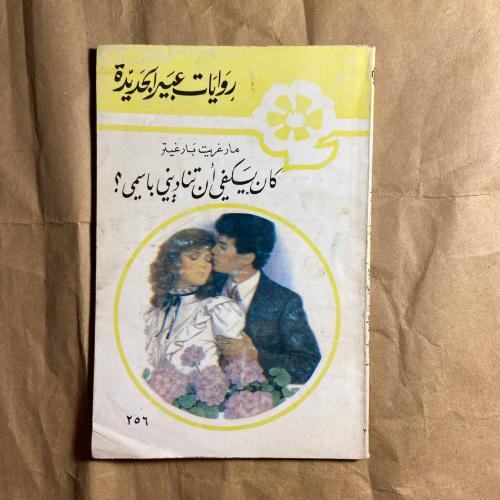 روايات عبير الجديدة
مارغريت بارغيتر
كان يكفي أن تناديني باسمي؟
٢٥٦